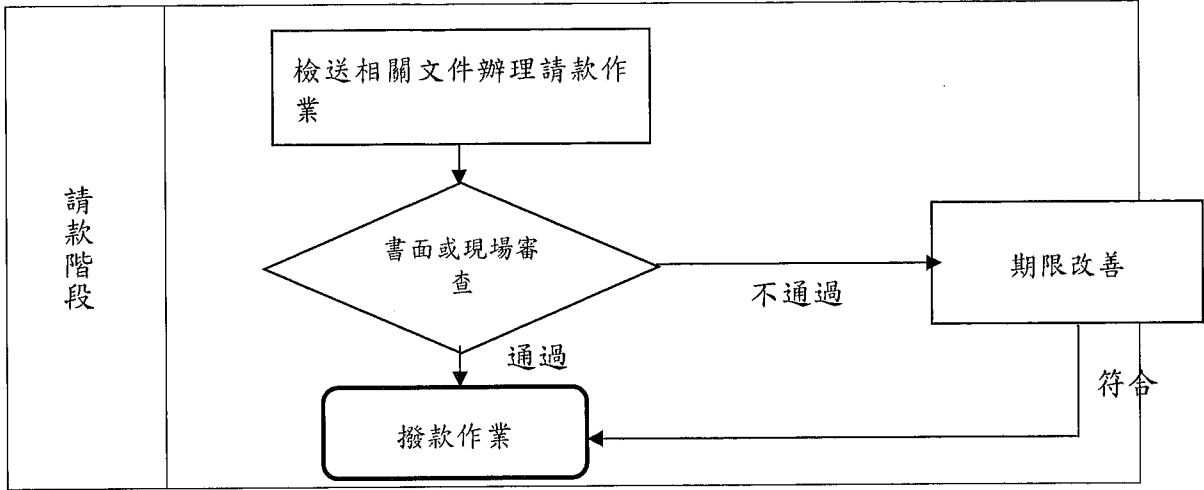 檢送相關文件辦理請款作
業
請款階段
書面或現場審
查
不通過
期限改善
通過
符合
撥款作業